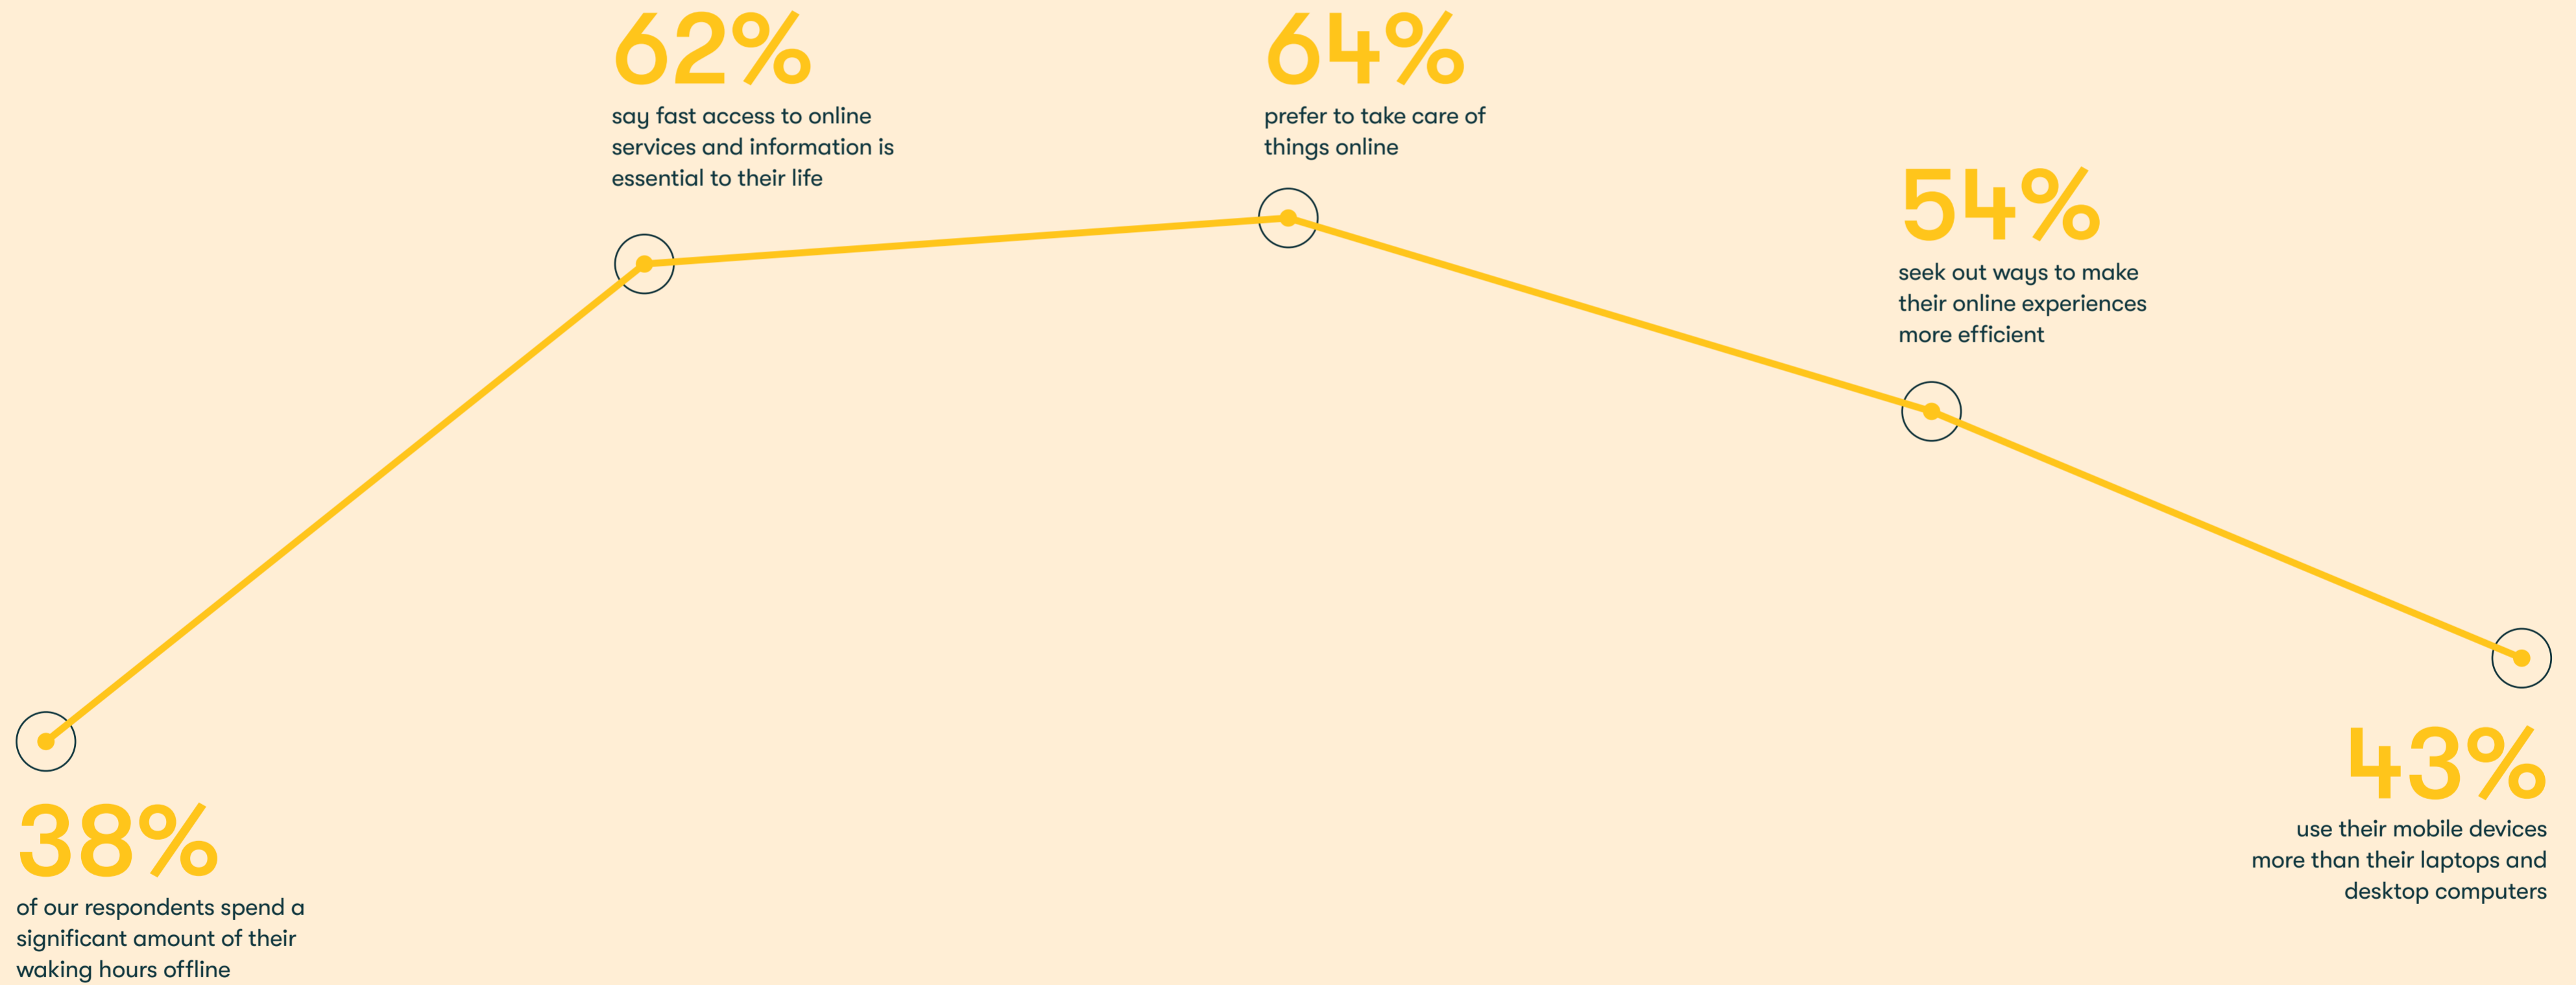 62%
say fast access to online
services and information is
essential to their life
64%
prefer to take care of
things online
54%
seek out ways to make
their online experiences
more efficient
38%
of our respondents spend a
significant amount of their
waking hours offline
43%
use their mobile devices
more than their laptops and
desktop computers